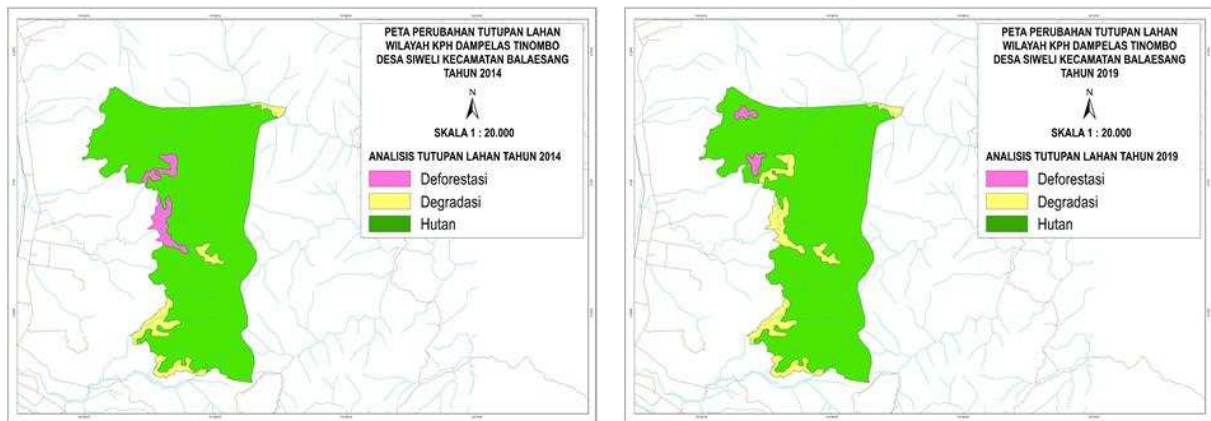 PETA PERUBAHAN TUTUPAN LAHAN
WILAYAH KPH DAMPELAS TINOMBO
DESA SIWELI KECAMATAN BALAESANG
TAHUN 2014
N
SKALA 1 : 20.000
ANALISIS TUTUPAN LAHAN TAHUN 2014
Deforestasi
Degradasi
Hutan
PETA PERUBAHAN TUTUPAN LAHAN
WILAYAH KPH DAMPELAS TINOMBO
DESA SIWELI KECAMATAN BALAESANG
TAHUN 2019
N
SKALA 1 : 20.000
ANALISIS TUTUPAN LAHAN TAHUN 2019
Deforestasi
Degradasi
Hutan